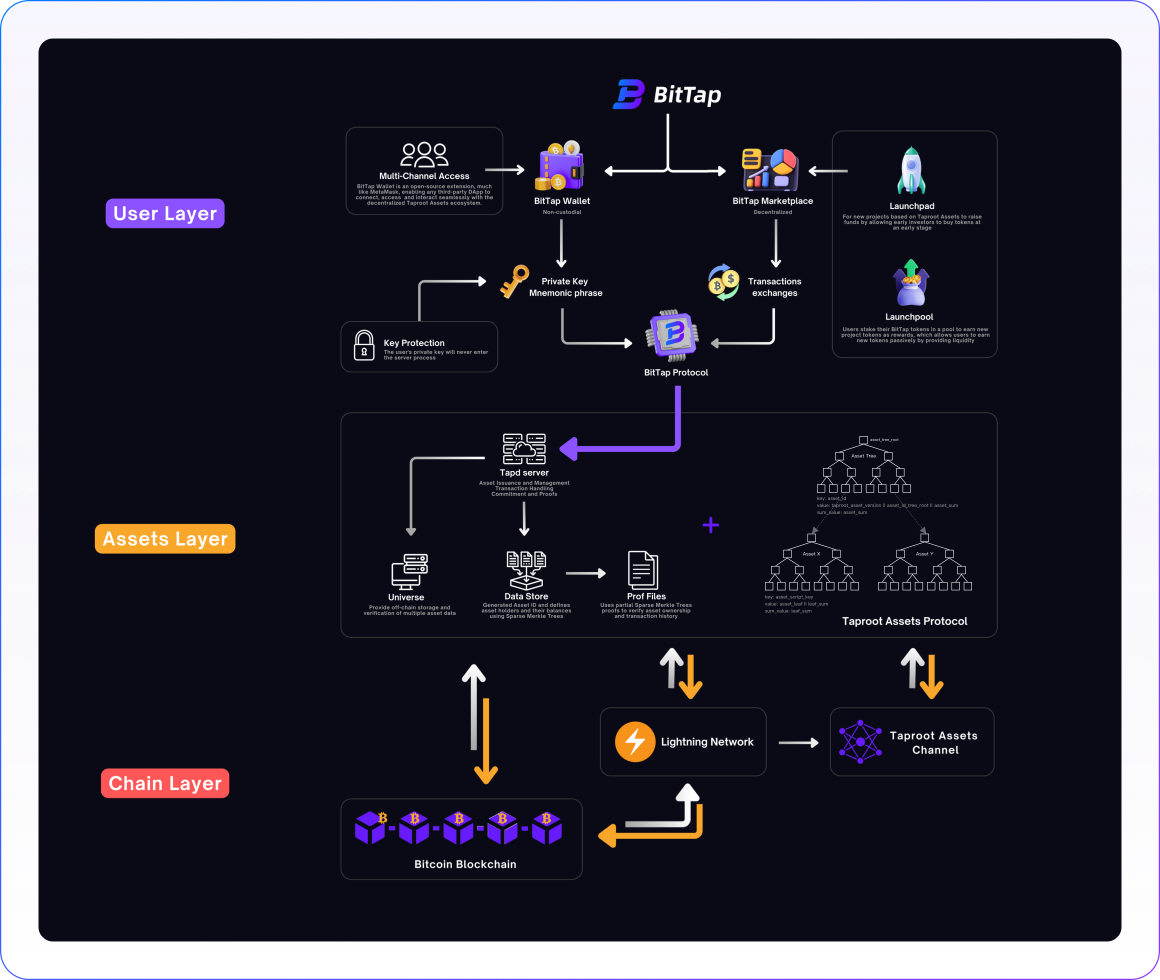 BitTap
Multi-Channel Access
BitTap Wallet is an open-source extension, much
like MetaMask, enabling any third-party DApp to
connect, access and interact seamlessly with the
decentralized Taproot Assets ecosystem.
BitTap Wallet
Non-custodial
BitTap Marketplace
Decentralized
Launchpad
For new projects based on Taproot Assets to raise
funds by allowing early investors to buy tokens at
an early stage
User Layer
Private Key
Mnemonic phrase
Transactions
exchanges
Launchpool
Users stake their BitTap tokens in a pool to earn new
project tokens as rewards, which allows users to earn
new tokens passively by providing liquidity
Key Protection
The user's private key will never enter
the server process
BitTap Protocol
Tapd server
Asset Issuance and Management
Transaction Handling
Commitment and Proofs
asset_tree_root
Asset Tree
key: asset_id
value: taproot_asset_version II asset_id_tree_root II asset_sum
sum_value: asset_sum
Assets Layer
Asset X
Asset Y
Universe
Provide off-chain storage and
verification of multiple asset data
Data Store
Generated Asset ID and defines
asset holders and their balances
using Sparse Merkle Trees
Prof Files
Uses partial Sparse Merkle Trees
proofs to verify asset ownership
and transaction history
key: asset_script_key
value: asset_leaf II leaf_sum
sum_value: leaf_sum
Taproot Assets Protocol
Lightning Network
Taproot Assets
Channel
Chain Layer
Bitcoin Blockchain